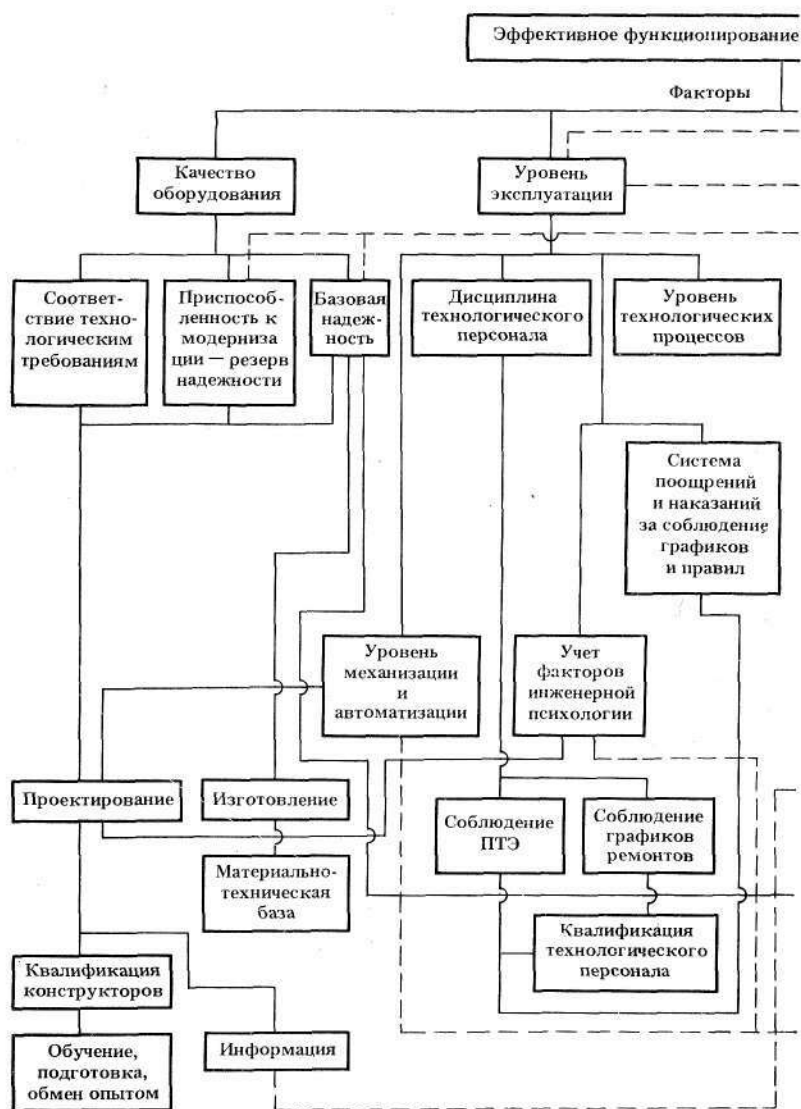 Эффективное функционирование
Факторы
Качество
оборудования
Уровень
эксплуатации
Соответ-
ствие техно-
логическим
требованиям
Приспособ-
ленность к
модерниза
ции — резерв
надежности
Базовая
надеж-
ность
Дисциплина
технологического
персонала
Уровень
технологических
процессов
Система
поощрений
и наказаний
за соблюдение
графиков
и правил
Уровень
механизации
и
автоматизации
Учет
факторов
инженерной
психологии
Проектирование
Изготовление
Соблюдение
ПТЭ
Соблюдение
графиков
ремонтов
Материально-
техническая
база
Квалификация
технологического
персонала
Квалификация
конструкторов
Обучение,
подготовка,
обмен опытом
Информация